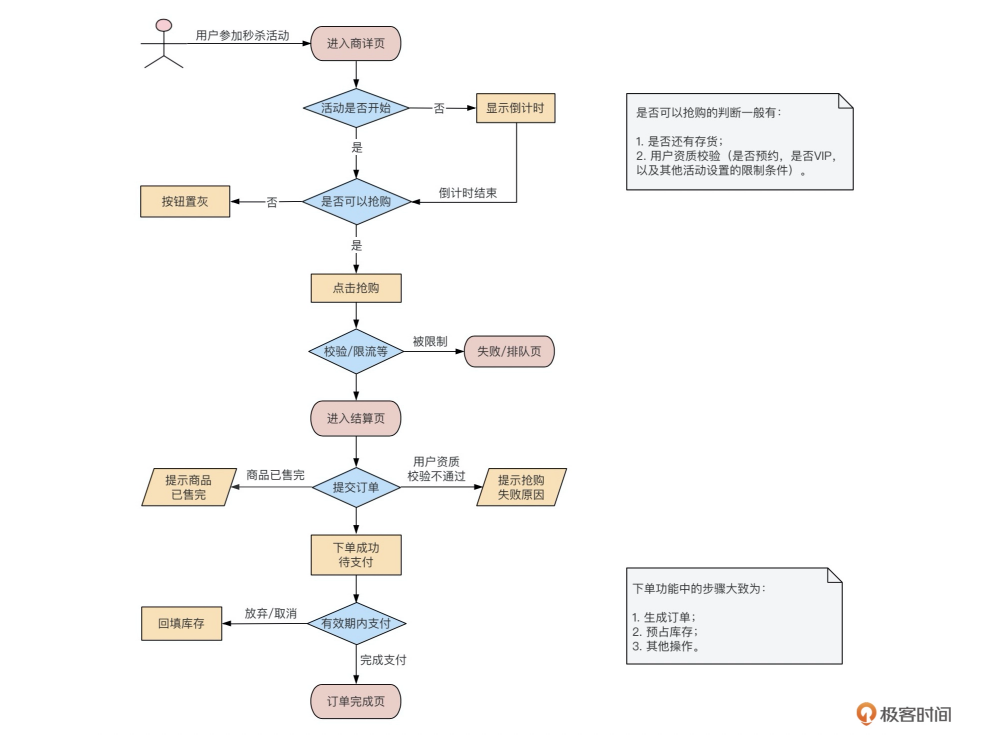 用户参加秒杀活动
进入商详页
活动是否开始
否
显示倒计时
是
倒计时结束
是否可以抢购
否
按钮置灰
是
点击抢购
校验/限流等
被限制
失败/排队页
进入结算页
提交订单
商品已售完
提示商品
已售完
用户资质
校验不通过
提示抢购
失败原因
下单成功
待支付
有效期内支付
放弃/取消
回填库存
完成支付
订单完成页
是否可以抢购的判断一般有：
1. 是否还有存货；
2. 用户资质校验（是否预约，是否VIP，
以及其他活动设置的限制条件）。
下单功能中的步骤大致为：
1. 生成订单；
2. 预占库存；
3. 其他操作。
极客时间